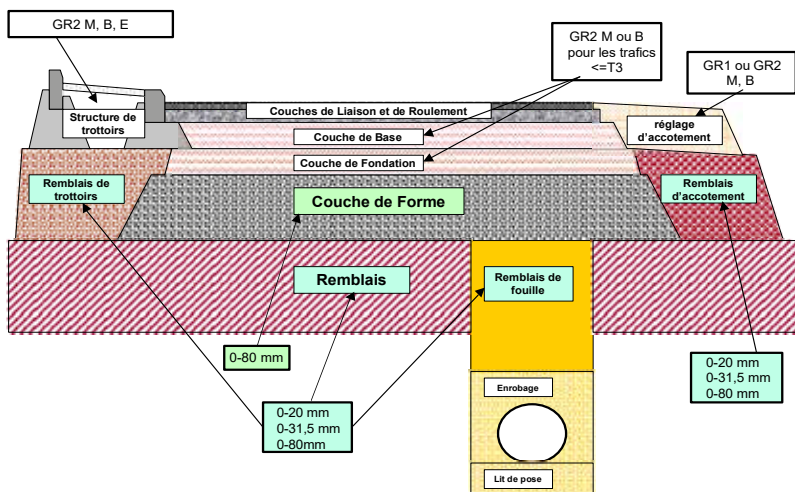 GR2 M, B, E
GR2 M ou B
pour les trafics
<=T3
GR1 ou GR2
M, B
Structure de
trottoirs
Couches de Liaison et de Roulement
Couche de Base
réglage
d'accotement
Couche de Fondation
Remblais de
trottoirs
Couche de Forme
Remblais
d'accotement
Remblais
Remblais de
fouille
0-80 mm
0-20 mm
0-31,5 mm
0-80 mm
Enrobage
0-20 mm
0-31,5 mm
0-80mm
Lit de pose